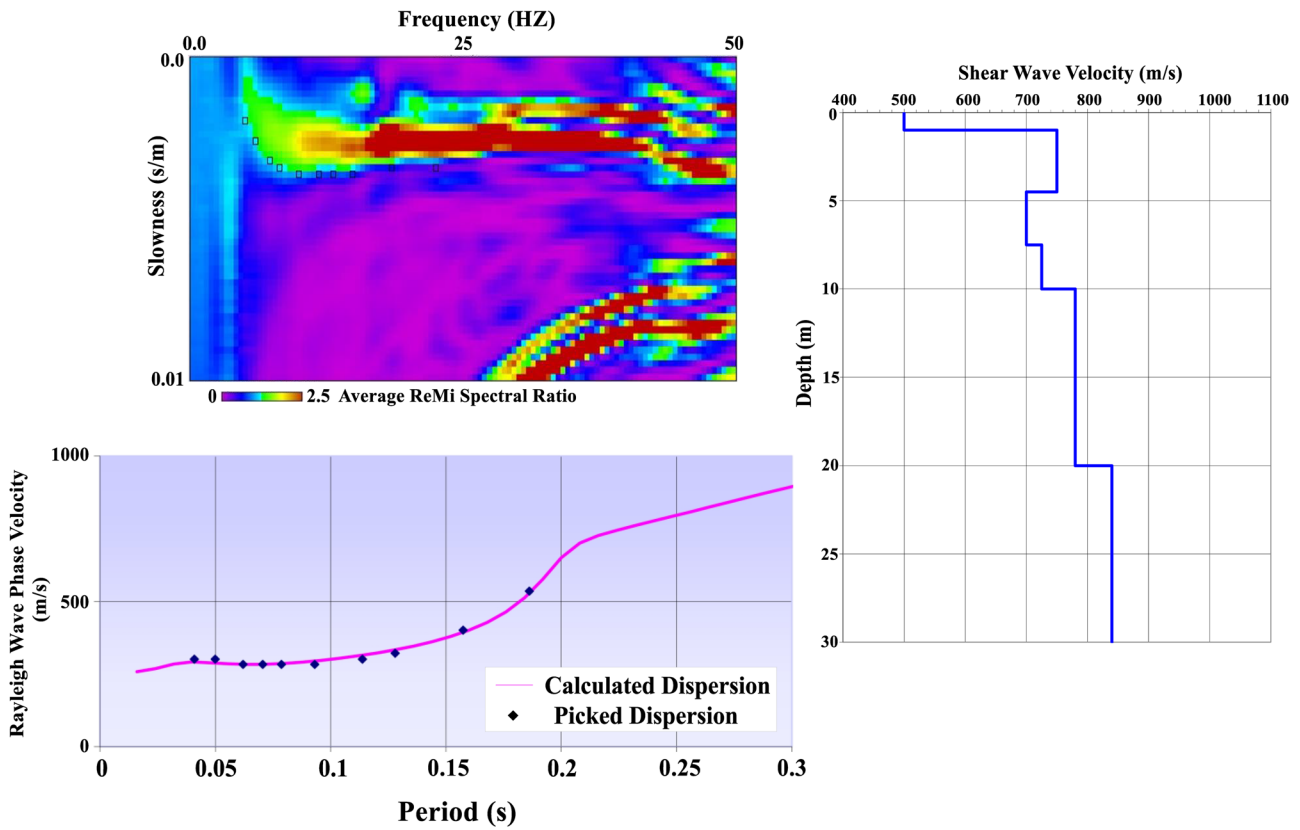 Frequency (HZ)
0.0 25 50
0.0
Slowness (s/m)
0.01
0 2.5 Average ReMi Spectral Ratio
Shear Wave Velocity (m/s)
400 500 600 700 800 900 1000 1100
0
5
10
15
20
25
30
Depth (m)
1000
500
0
Rayleigh Wave Phase Velocity
(m/s)
Calculated Dispersion
Picked Dispersion
0 0.05 0.1 0.15 0.2 0.25 0.3
Period (s)